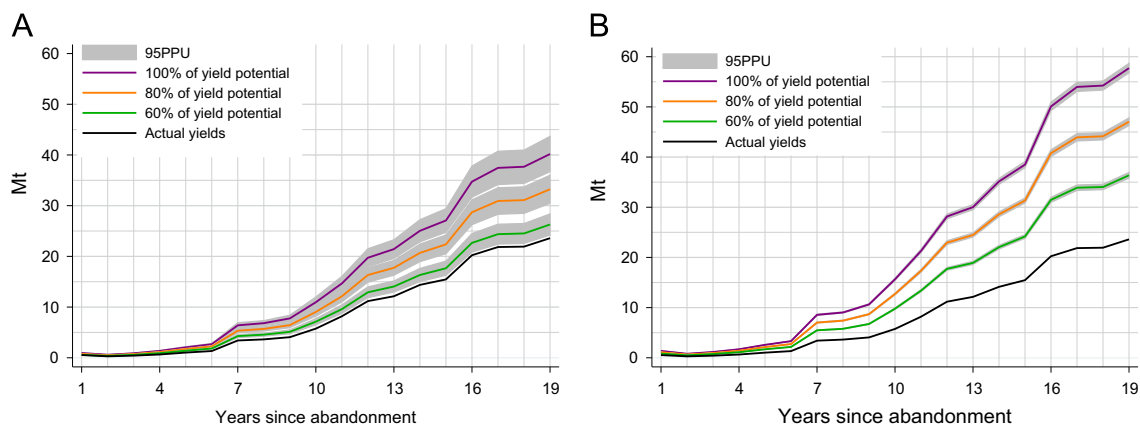 A
60
50
40
30
20
10
0
Mt
95PPU
100% of yield potential
80% of yield potential
60% of yield potential
Actual yields
1 4 7 10 13 16 19
Years since abandonment
B
60
50
40
30
20
10
0
Mt
95PPU
100% of yield potential
80% of yield potential
60% of yield potential
Actual yields
1 4 7 10 13 16 19
Years since abandonment